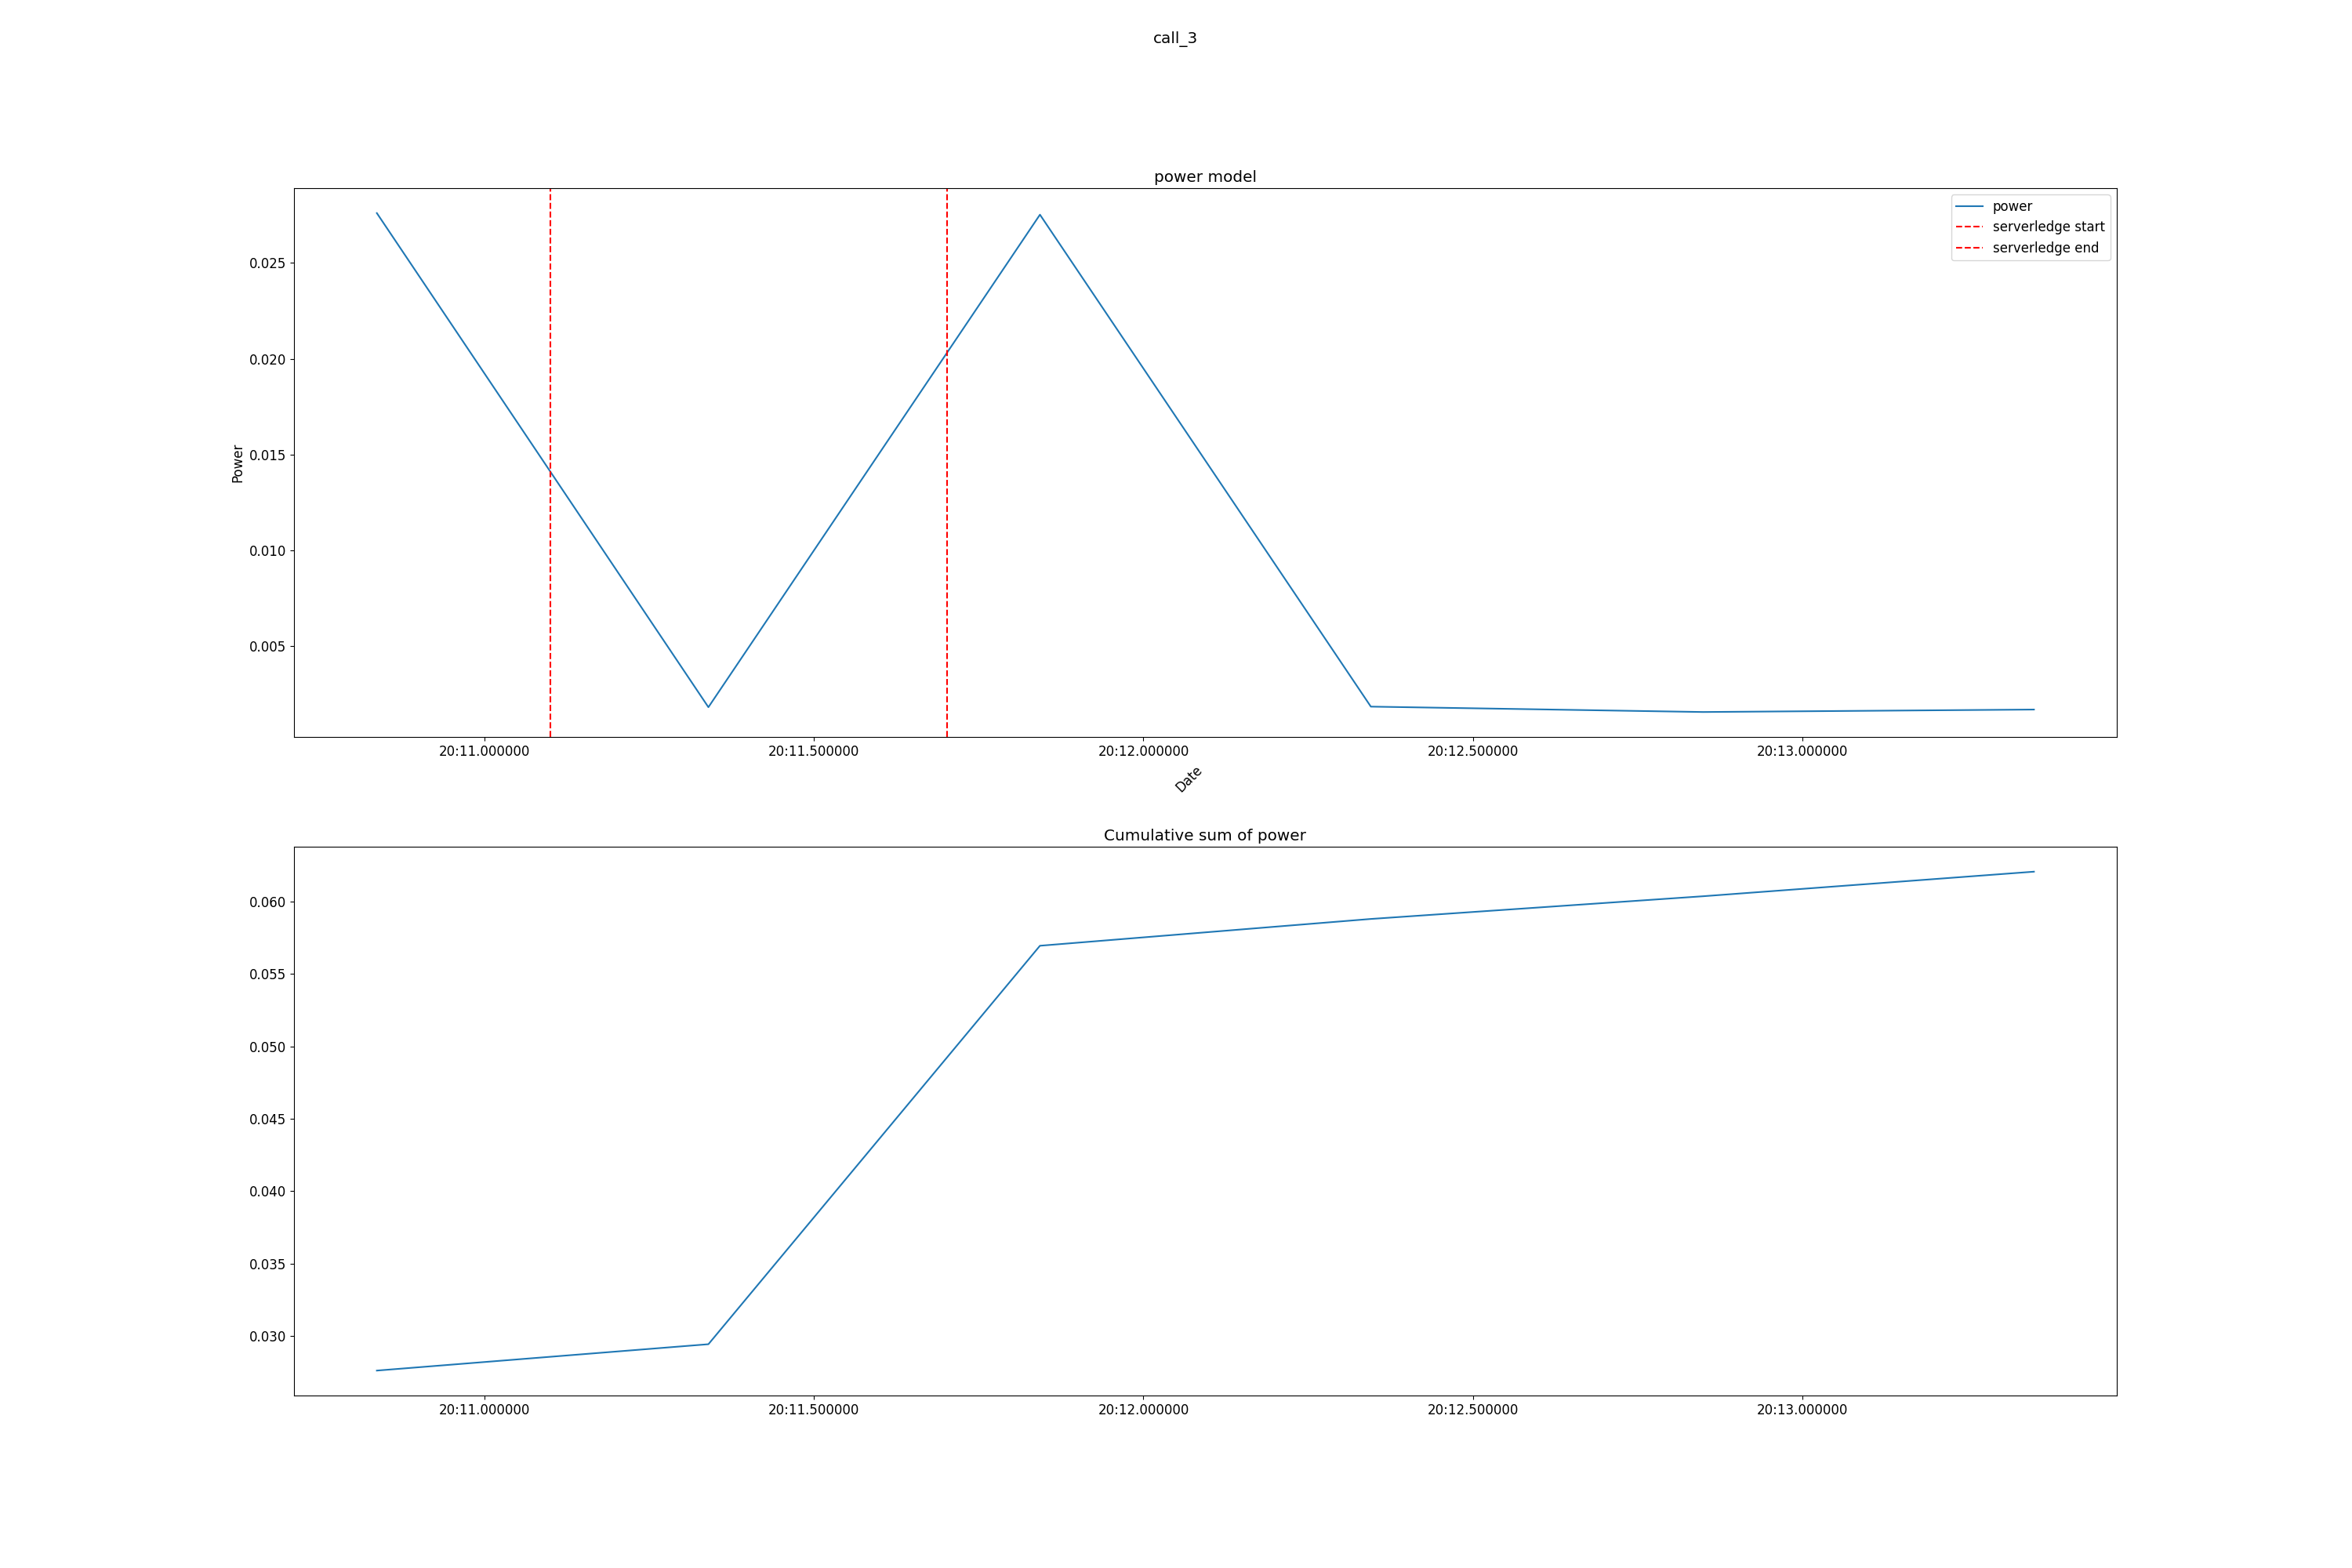 call_3
power model
power
serverledge start
serverledge end
0.025
0.020
0.015
0.010
0.005
Power
20:11.000000 20:11.500000 20:12.000000 20:12.500000 20:13.000000
Date
Cumulative sum of power
0.060
0.055
0.050
0.045
0.040
0.035
0.030
20:11.000000 20:11.500000 20:12.000000 20:12.500000 20:13.000000